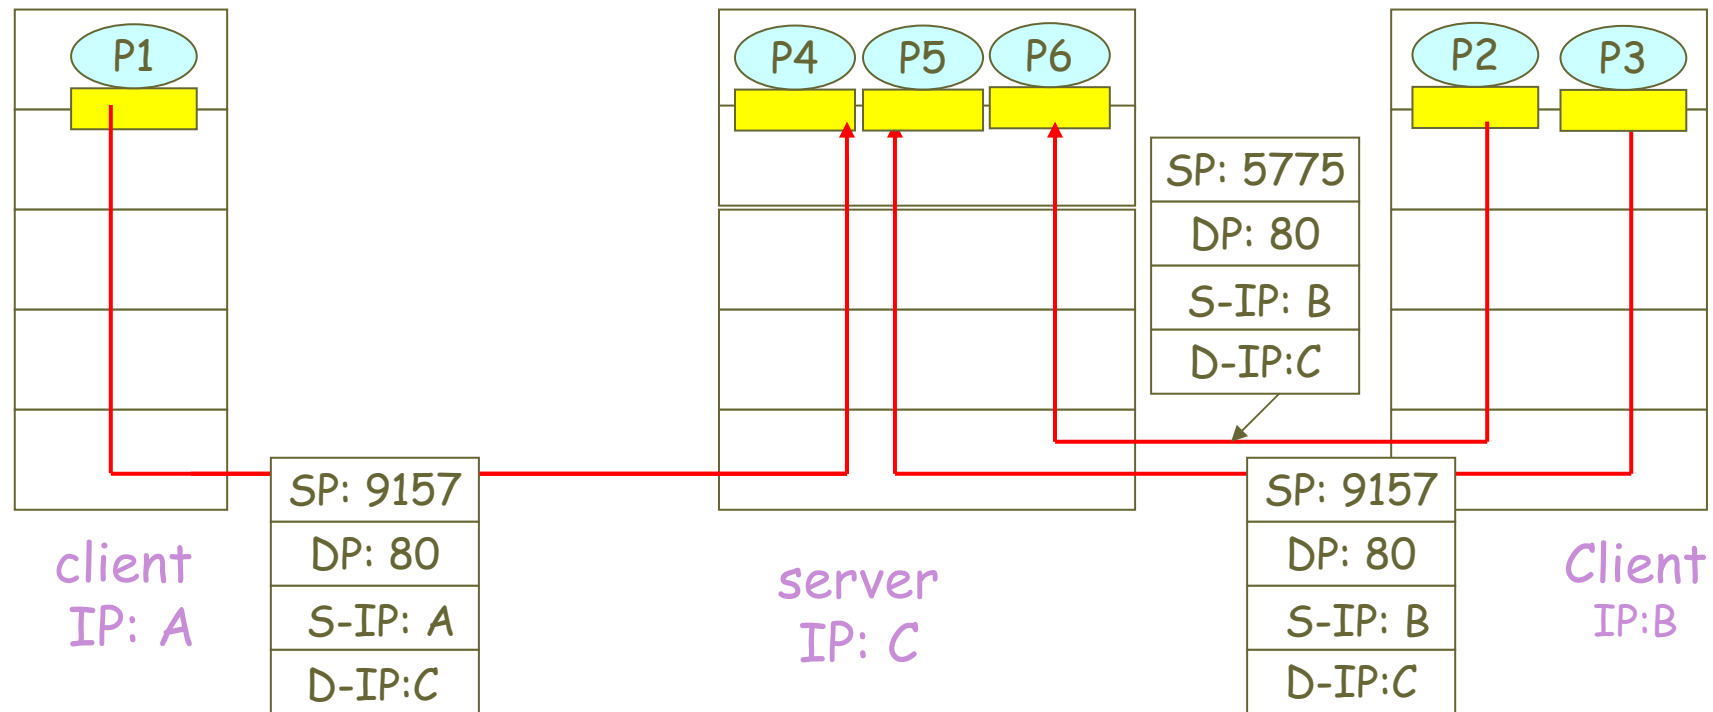 P1
P4
P5
P6
P2
P3
SP: 5775
DP: 80
S-IP: B
D-IP:C
SP: 9157
DP: 80
S-IP: A
D-IP:C
SP: 9157
DP: 80
S-IP: B
D-IP:C
client
IP: A
server
IP: C
Client
IP:B